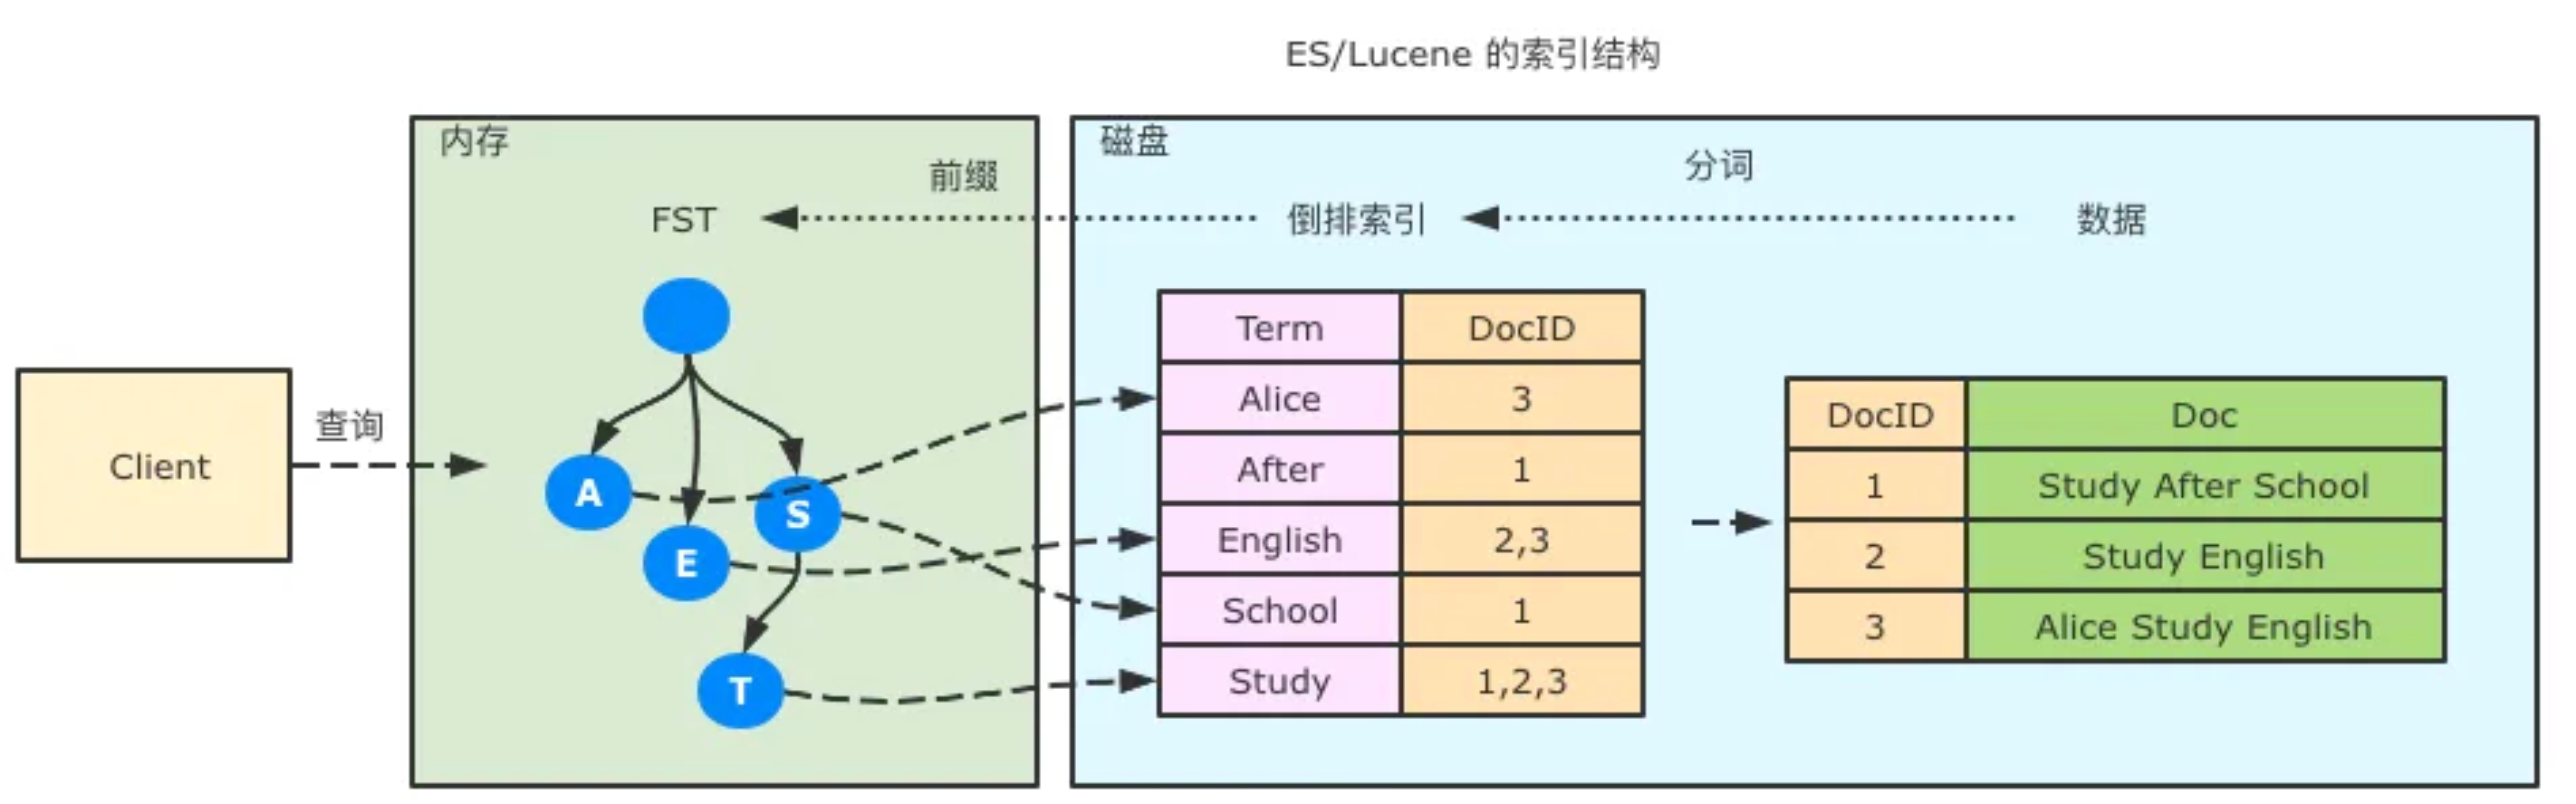 ES/Lucene 的索引结构
内存
磁盘
前缀
分词
FST
倒排索引
数据
Client
查询
A
E
S
T
Term DocID
Alice 3
After 1
English 2,3
School 1
Study 1,2,3
DocID Doc
1 Study After School
2 Study English
3 Alice Study English